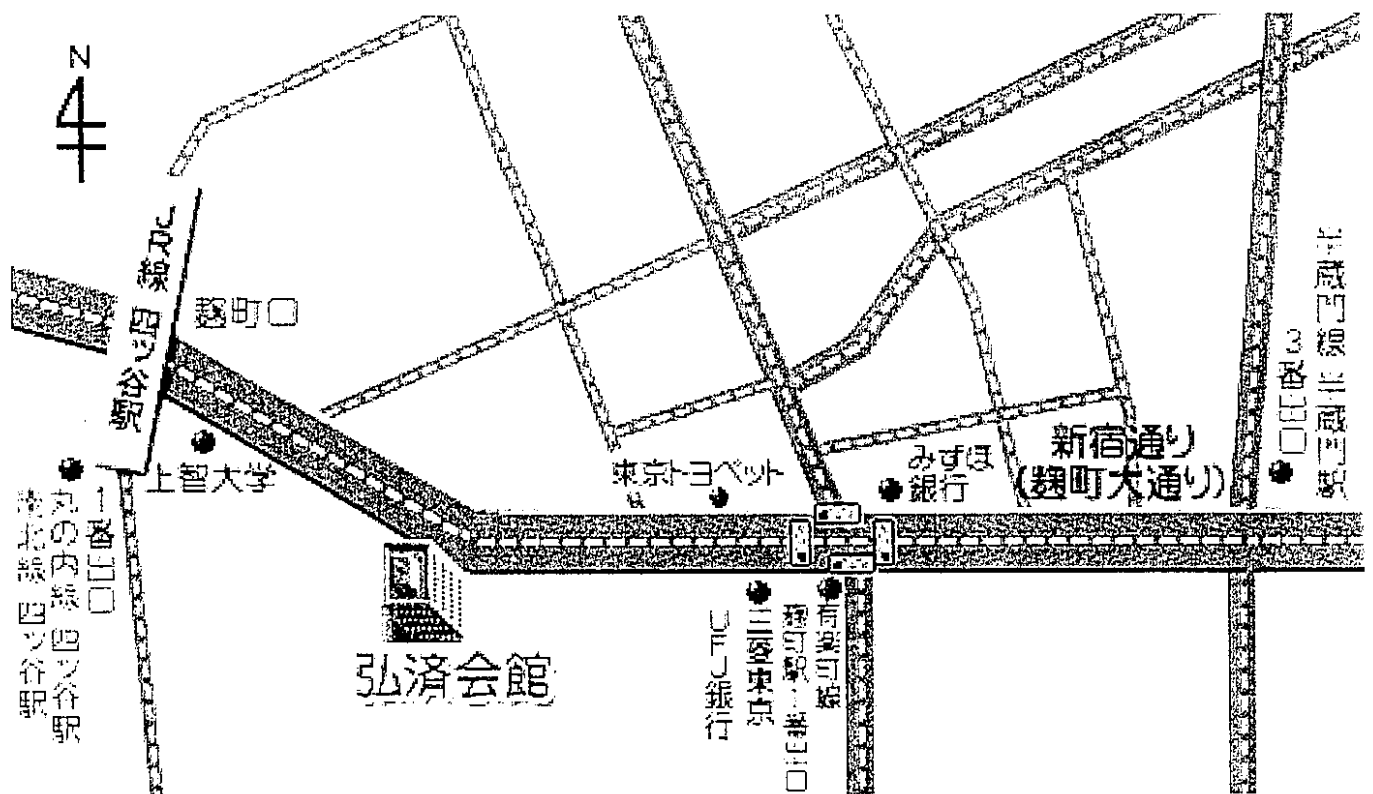 N
JR線 四ツ谷駅
麹町口
上智大学
1番出口
丸の内線 四ツ谷駅
南北線 四ツ谷駅
弘済会館
東京トヨペット
みずほ
銀行
新宿通り
(麹町大通り)
半蔵門線 半蔵門駅
3番出口
有楽町線
麹町駅1番出口
三菱東京
UFJ銀行